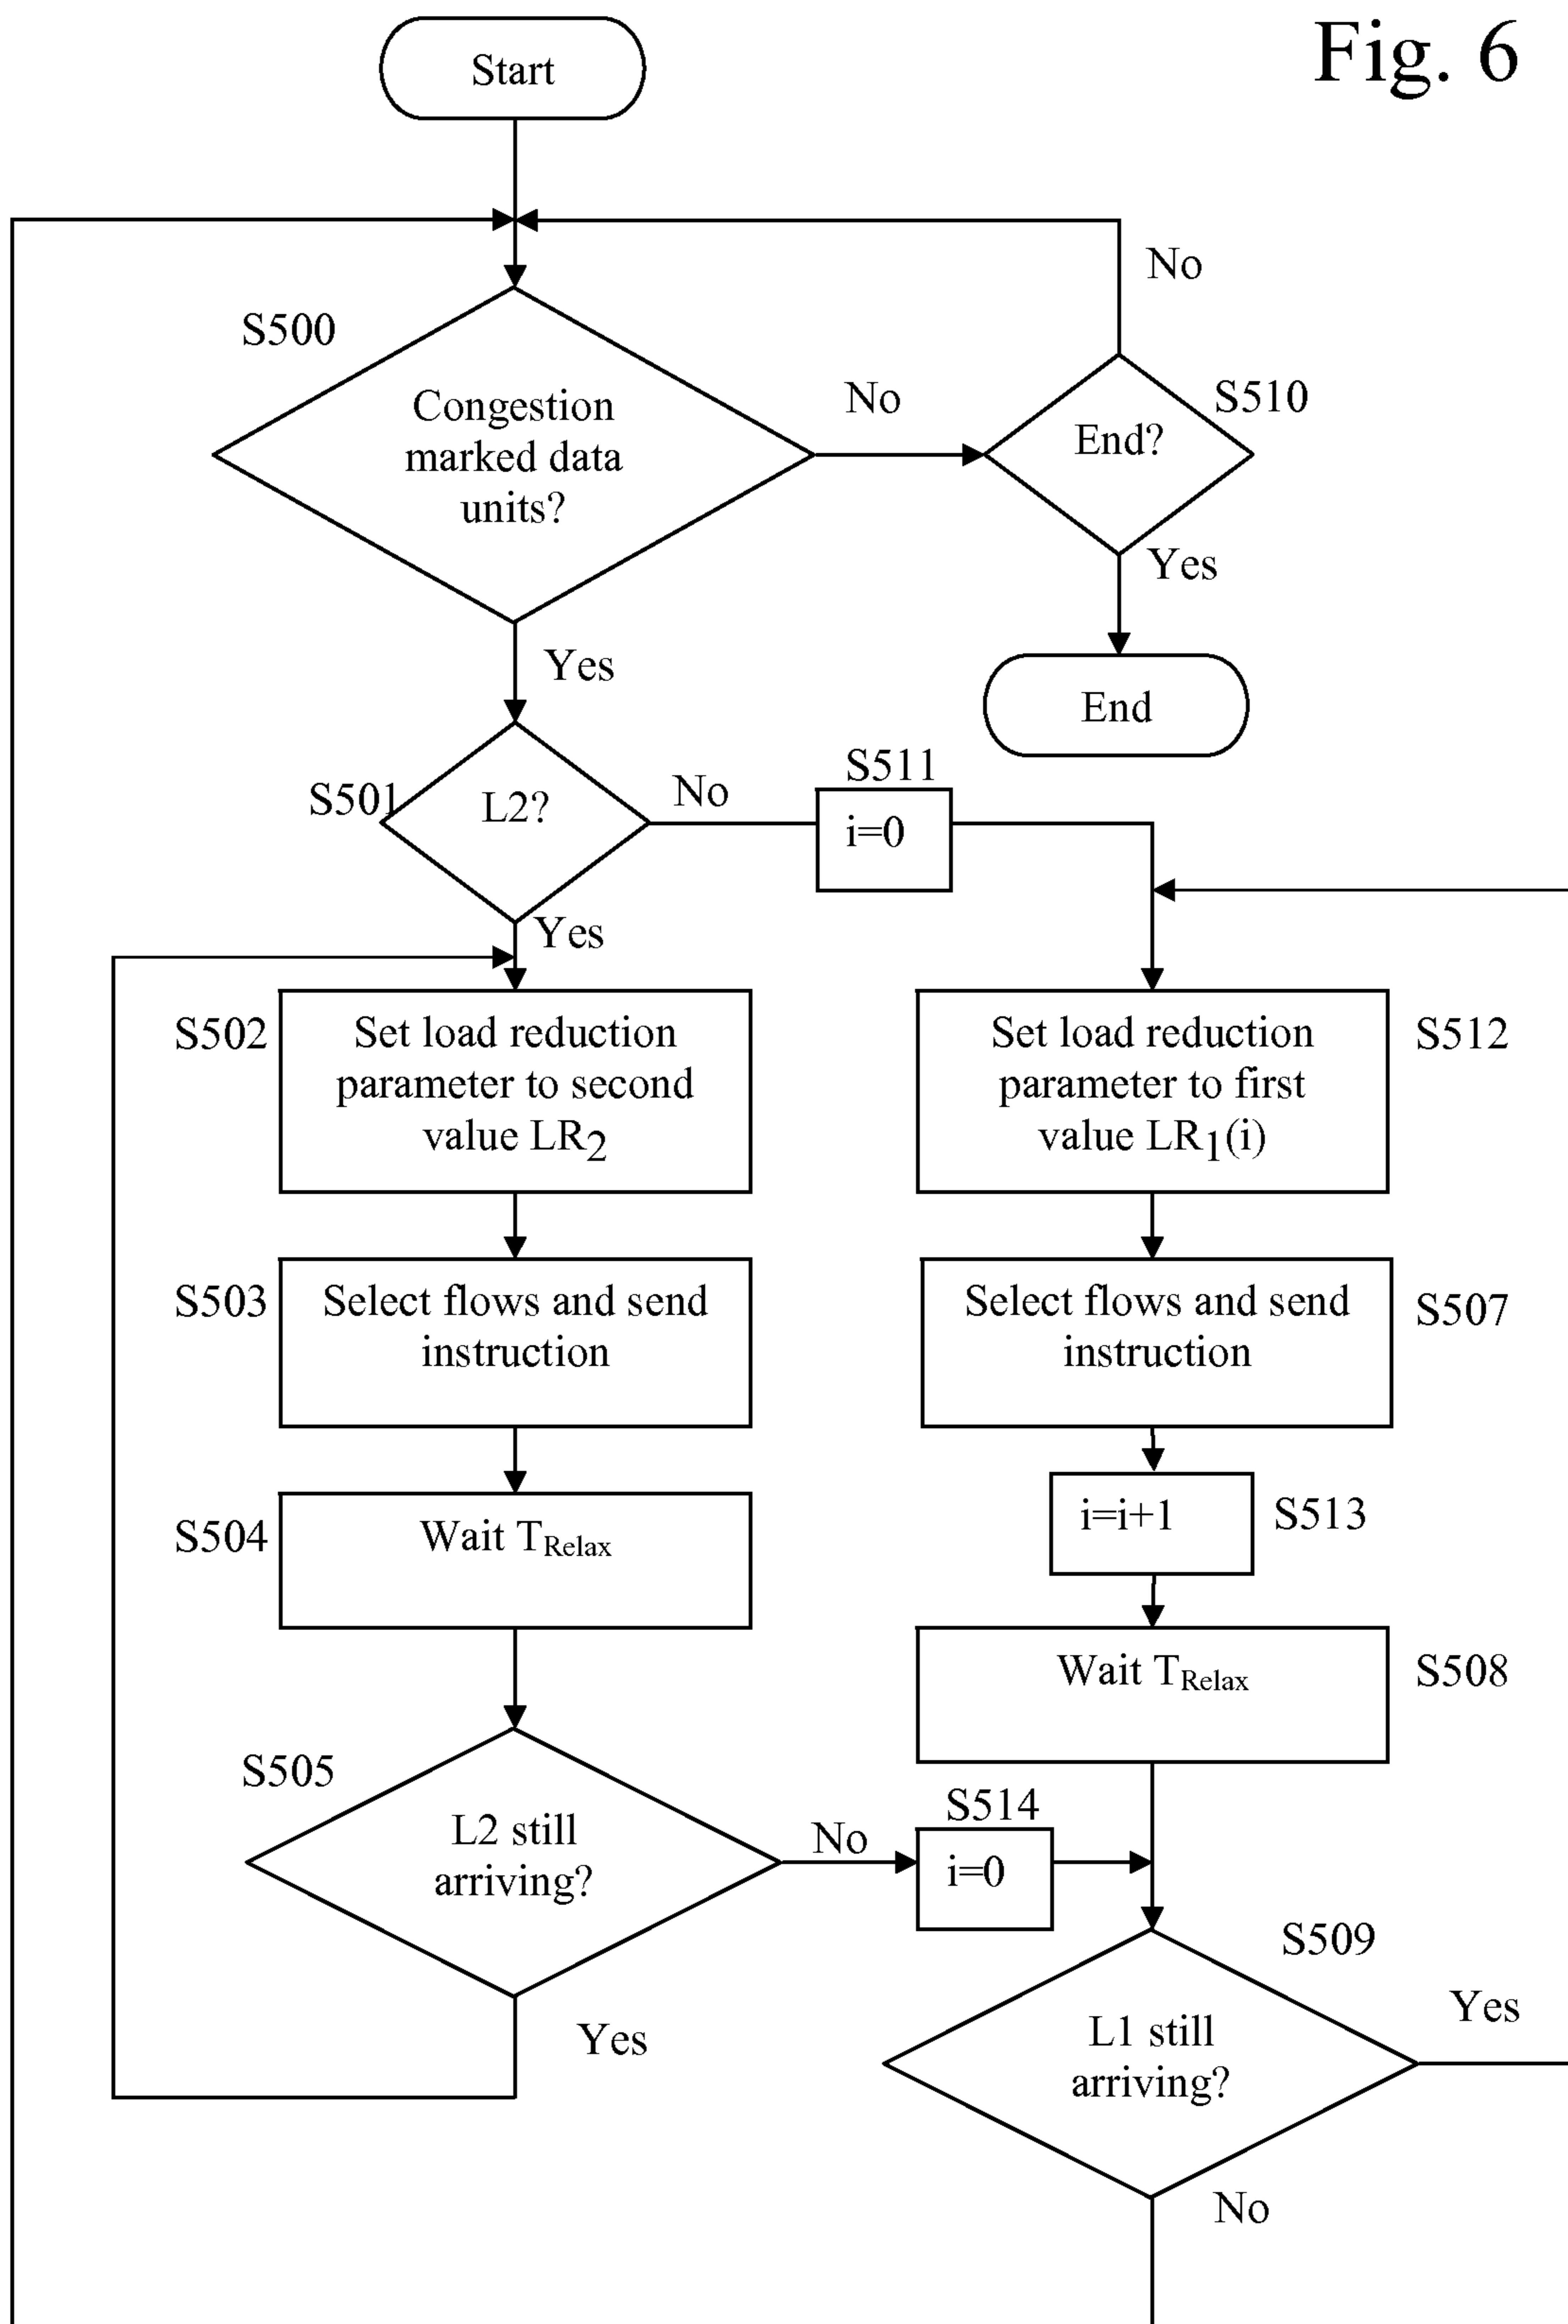 Fig. 6
Start
No
S500
Congestion
marked data
units?
No
S510
End?
Yes
Yes
End
S501
L2?
No
S511
i=0
Yes
S502
Set load reduction
parameter to second
value LR2
Set load reduction
parameter to first
value LR1(i)
S512
S503
Select flows and send
instruction
Select flows and send
instruction
S507
i=i+1
S513
S504
Wait TRelax
Wait TRelax
S508
S505
L2 still
arriving?
No
S514
i=0
S509
Yes
L1 still
arriving?
Yes
No